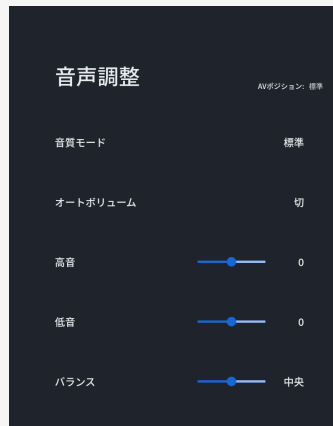 音声調整
AVポジション: 標準
音質モード 標準
オートボリューム 切
高音 0
低音 0
バランス 中央